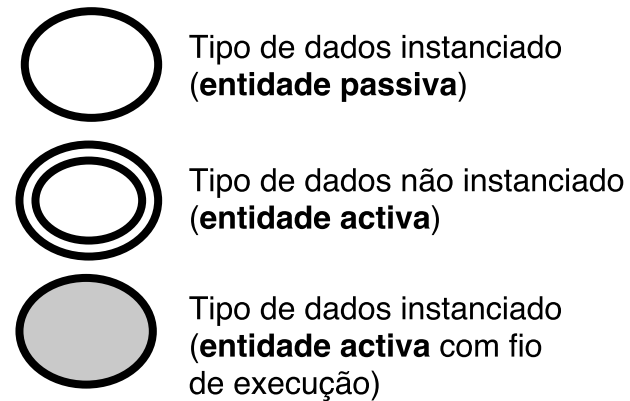 Tipo de dados instanciado
(entidade passiva)
Tipo de dados não instanciado
(entidade activa)
Tipo de dados instanciado
(entidade activa com fio
de execução)